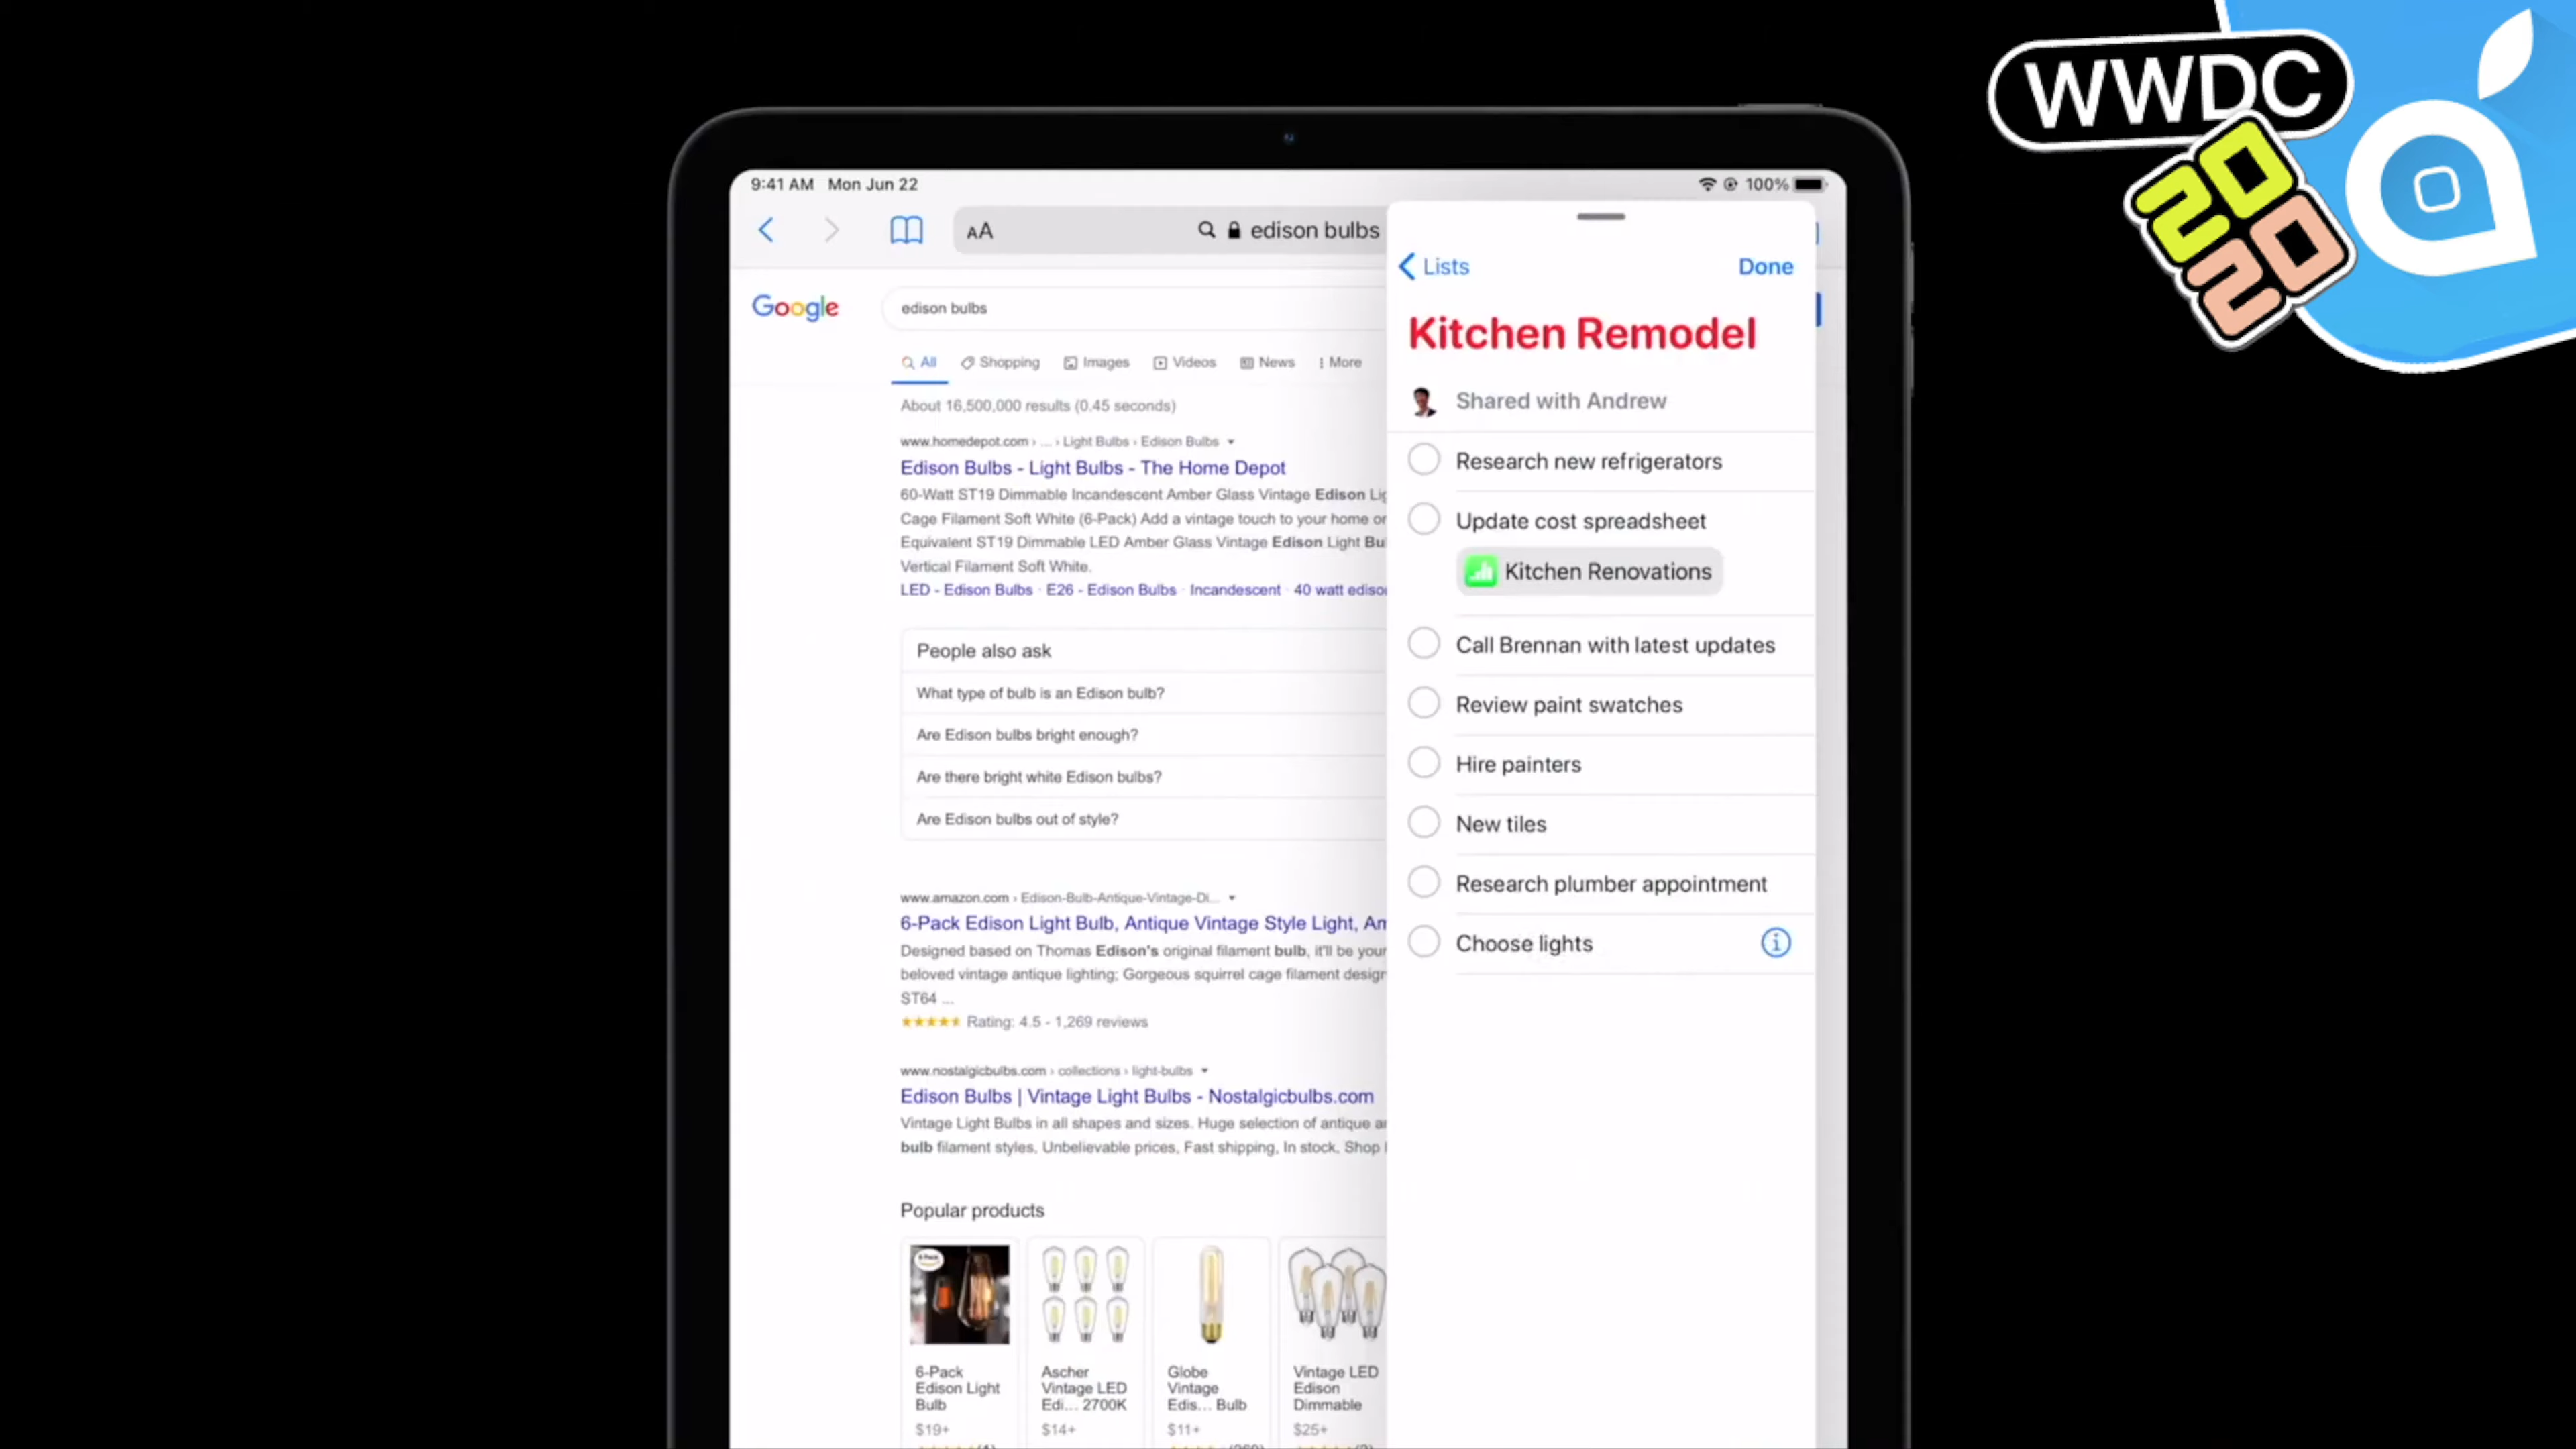 WWDC
20
20
9:41 AM Mon Jun 22
100%
AA
edison bulbs
Google
edison bulbs
All
Shopping
Images
Videos
News
More
About 16,500,000 results (0.45 seconds)
www.homedepot.com › ... › Light Bulbs › Edison Bulbs
Edison Bulbs - Light Bulbs - The Home Depot
60-Watt ST19 Dimmable Incandescent Amber Glass Vintage Edison
Cage Filament Soft White (6-Pack) Add a vintage touch to your home or
Equivalent ST19 Dimmable LED Amber Glass Vintage Edison Light
Vertical Filament Soft White.
LED - Edison Bulbs · E26 - Edison Bulbs · Incandescent · 40 watt
People also ask
What type of bulb is an Edison bulb?
Are Edison bulbs bright enough?
Are there bright white Edison bulbs?
Are Edison bulbs out of style?
www.amazon.com › Edison-Bulb-Antique-Vintage-Di...
6-Pack Edison Light Bulb, Antique Vintage Style Light,
Designed based on Thomas Edison's original filament bulb, it'll be your
beloved vintage antique lighting; Gorgeous squirrel cage filament design
ST64 ...
Rating: 4.5 - 1,269 reviews
www.nostalgicbulbs.com › collections › light-bulbs
Edison Bulbs | Vintage Light Bulbs - Nostalgicbulbs.com
Vintage Light Bulbs in all shapes and sizes. Huge selection of antique
bulb filament styles, Unbelievable prices, Fast shipping, In stock, Shop
Popular products
6-Pack
Edison Light
Bulb
$19+
Ascher
Vintage LED
Edi... 2700K
$14+
Globe
Vintage
Edis... Bulb
$11+
Vintage LED
Edison
Dimmable
$25+
Lists
Done
Kitchen Remodel
Shared with Andrew
Research new refrigerators
Update cost spreadsheet
Kitchen Renovations
Call Brennan with latest updates
Review paint swatches
Hire painters
New tiles
Research plumber appointment
Choose lights